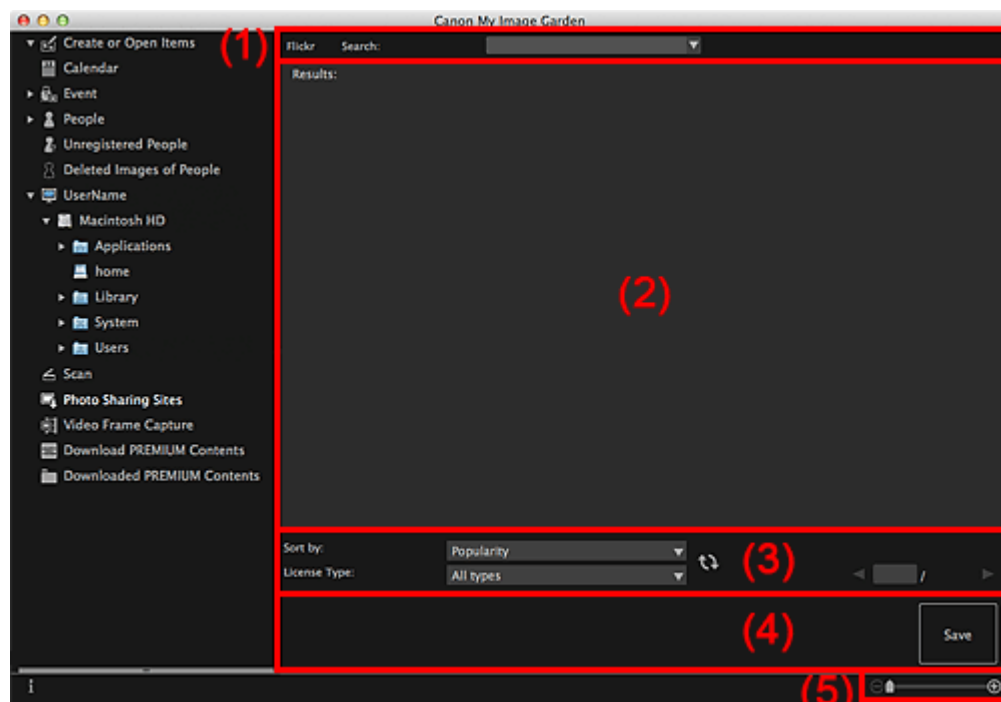 Canon My Image Garden
Create or Open Items
Calendar
Event
People
Unregistered People
Deleted Images of People
UserName
Macintosh HD
Applications
home
Library
System
Users
Scan
Photo Sharing Sites
Video Frame Capture
Download PREMIUM Contents
Downloaded PREMIUM Contents
(1)
Flickr Search:
Results:
(2)
Sort by: Popularity
License Type: All types
(3)
/
(4)
Save
(5)